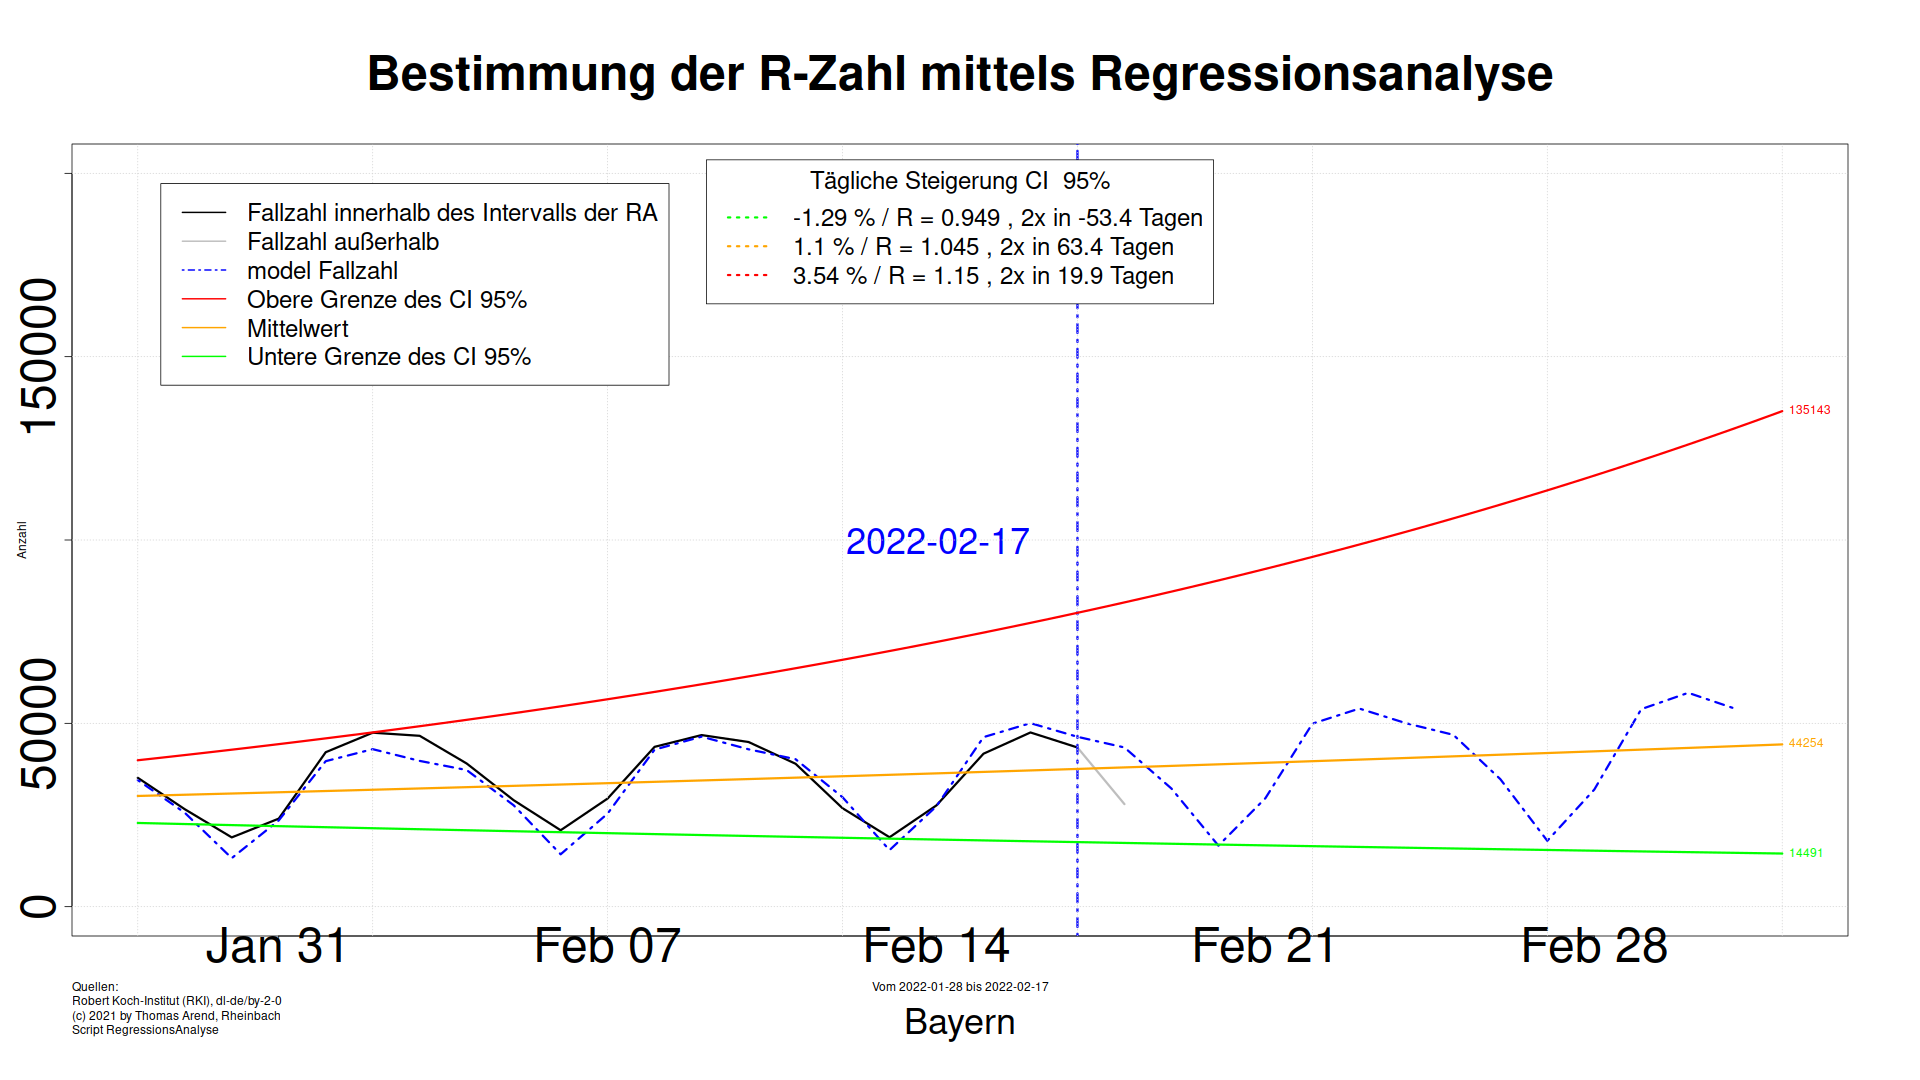 Bestimmung der R-Zahl mittels Regressionsanalyse
Fallzahl innerhalb des Intervalls der RA
Fallzahl außerhalb
model Fallzahl
Obere Grenze des CI 95%
Mittelwert
Untere Grenze des CI 95%
Tägliche Steigerung CI 95%
-1.29 % / R = 0.949 , 2x in -53.4 Tagen
1.1 % / R = 1.045 , 2x in 63.4 Tagen
3.54 % / R = 1.15 , 2x in 19.9 Tagen
150000
50000
0
Anzahl
2022-02-17
135143
44254
14491
Jan 31
Feb 07
Feb 14
Feb 21
Feb 28
Quellen:
Robert Koch-Institut (RKI), dl-de/by-2-0
(c) 2021 by Thomas Arend, Rheinbach
Script RegressionsAnalyse
Vom 2022-01-28 bis 2022-02-17
Bayern